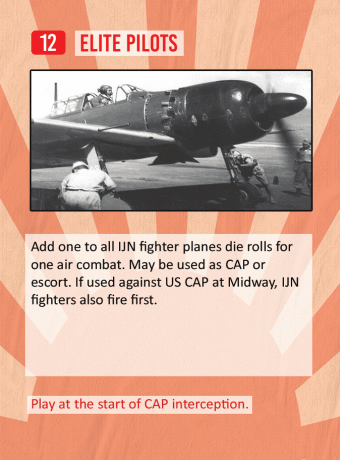 12 ELITE PILOTS
Add one to all IJN fighter planes die rolls for
one air combat. May be used as CAP or
escort. If used against US CAP at Midway, IJN
fighters also fire first.
Play at the start of CAP interception.